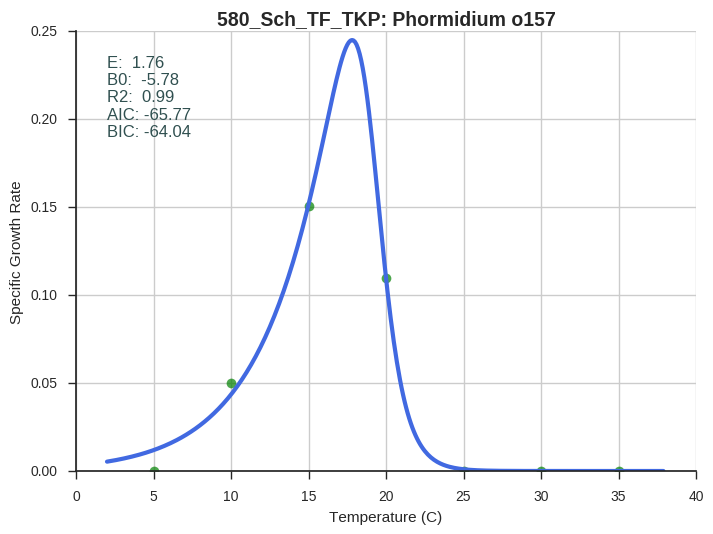 580_Sch_TF_TKP: Phormidium o157
E: 1.76
B0: -5.78
R2: 0.99
AIC: -65.77
BIC: -64.04
0.25
0.20
0.15
0.10
0.05
0.00
Specific Growth Rate
0 5 10 15 20 25 30 35 40
Temperature (C)